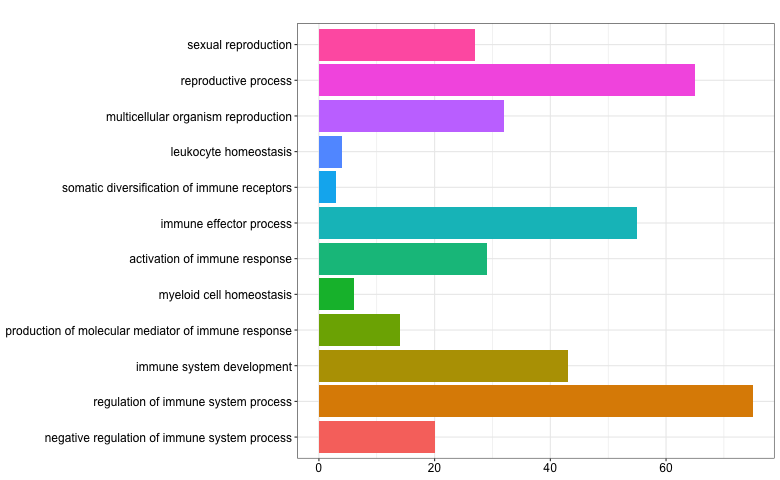 sexual reproduction
reproductive process
multicellular organism reproduction
leukocyte homeostasis
somatic diversification of immune receptors
immune effector process
activation of immune response
myeloid cell homeostasis
production of molecular mediator of immune response
immune system development
regulation of immune system process
negative regulation of immune system process
0 20 40 60